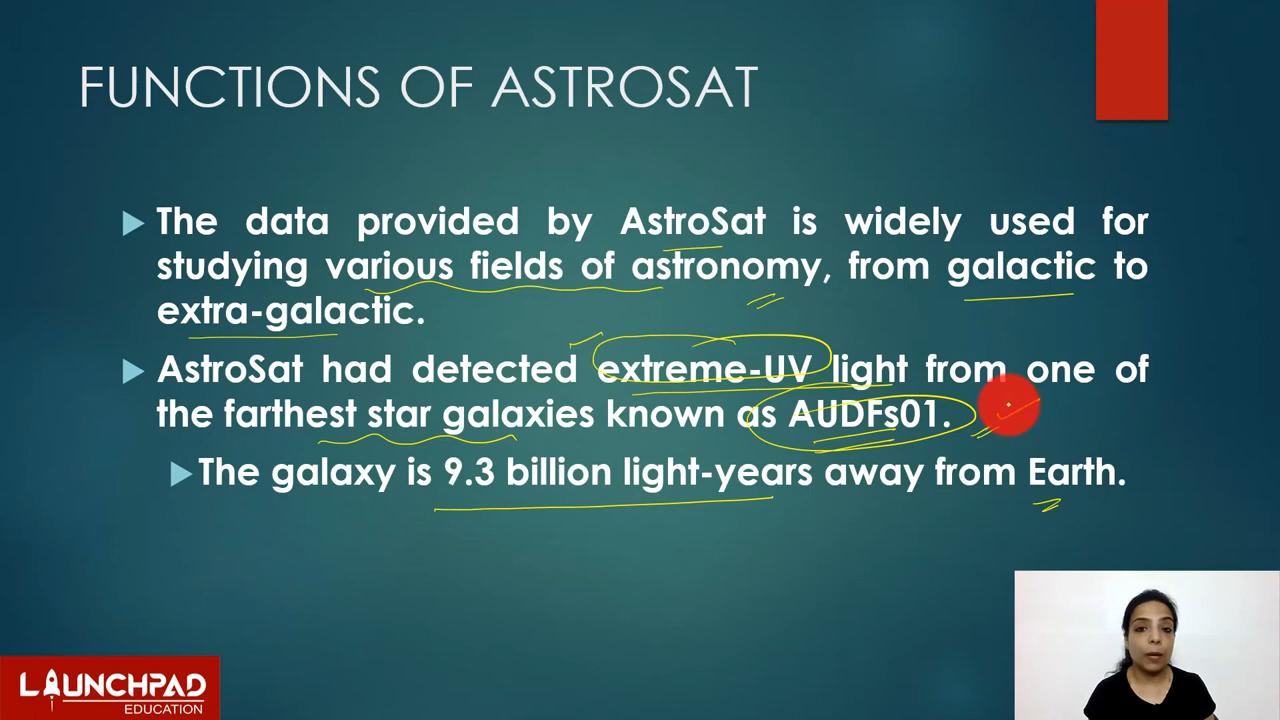 FUNCTIONS OF ASTROSAT
The data provided by AstroSat is widely used for
studying various fields of astronomy, from galactic to
extra-galactic.
AstroSat had detected extreme-UV light from one of
the farthest star galaxies known as AUDFs01.
The galaxy is 9.3 billion light-years away from Earth.
LAUNCHPAD
EDUCATION